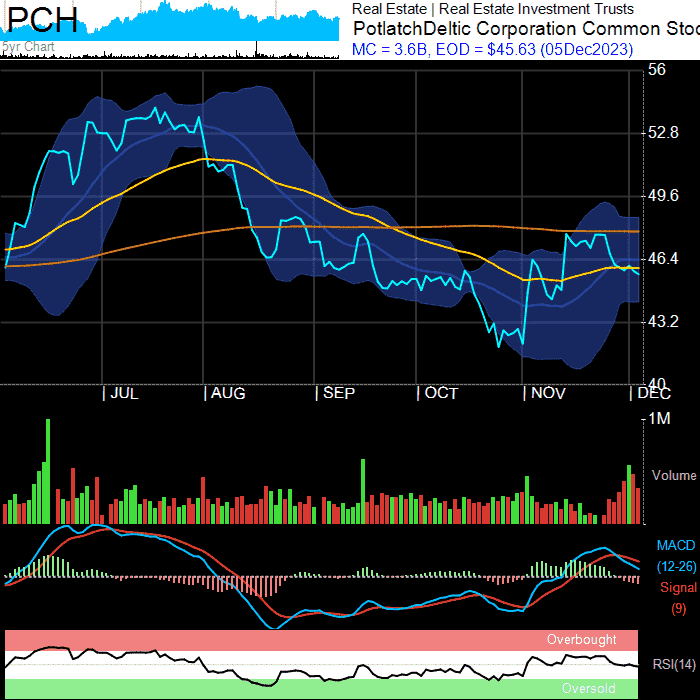 PCH
5yr Chart
Real Estate | Real Estate Investment Trusts
PotlatchDeltic Corporation Common Stoc
MC = 3.6B, EOD = $45.63 (05Dec2023)
56
52.8
49.6
46.4
43.2
40
| JUL | AUG | SEP | OCT | NOV | DEC
1M
Volume
MACD
(12-26)
Signal
(9)
Overbought
RSI(14)
Oversold